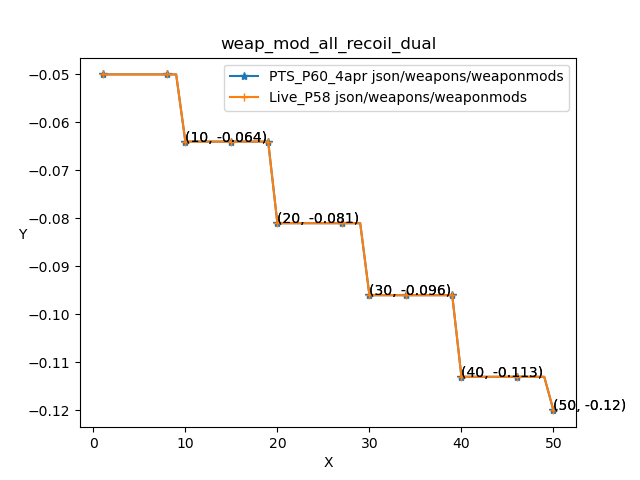 weap_mod_all_recoil_dual
PTS_P60_4apr json/weapons/weaponmods
Live_P58 json/weapons/weaponmods
−0.05
−0.06
(10, -0.064)
−0.07
−0.08
(20, -0.081)
Y
−0.09
(30, -0.096)
−0.10
−0.11
(40, -0.113)
−0.12
(50, -0.12)
0 10 20 30 40 50
X